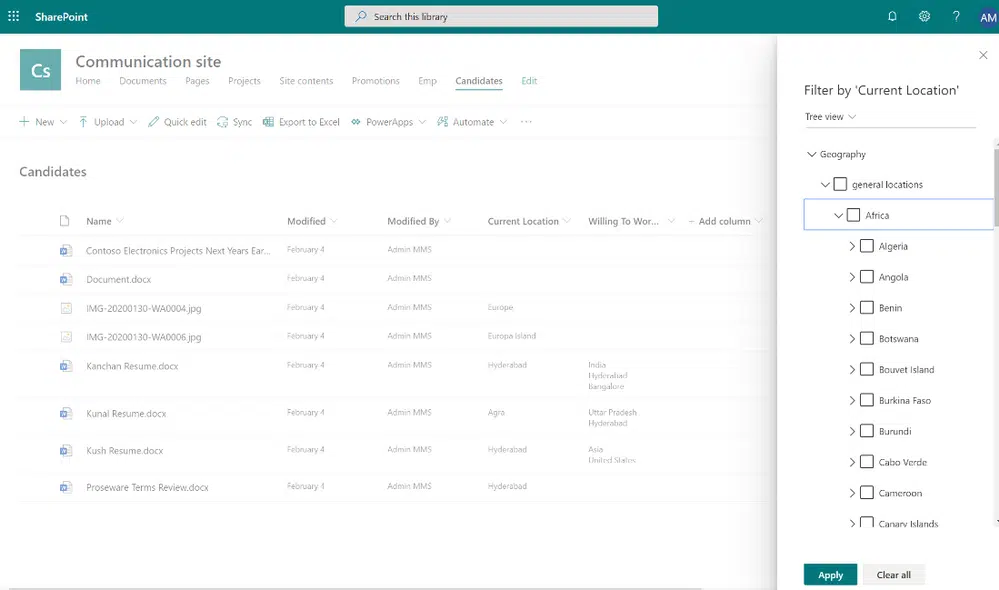 SharePoint
Search this library
?
AM
Cs
Communication site
Home Documents Pages Projects Site contents Promotions Emp Candidates Edit
New Upload Quick edit Sync Export to Excel PowerApps Automate ...
Candidates
Name Modified Modified By Current Location Willing To Wor... Add column
Contoso Electronics Projects Next Years Ear... February 4 Admin MMS
Document.docx February 4 Admin MMS
IMG-20200130-WA0004.jpg February 4 Admin MMS Europe
IMG-20200130-WA0006.jpg February 4 Admin MMS Europa Island
Kanchan Resume.docx February 4 Admin MMS Hyderabad India
Hyderabad
Bangalore
Kunal Resume.docx February 4 Admin MMS Agra Uttar Pradesh
Hyderabad
Kush Resume.docx February 4 Admin MMS Hyderabad Asia
United States
Proseware Terms Review.docx February 4 Admin MMS Hyderabad
Filter by 'Current Location'
Tree view
Geography
general locations
Africa
Algeria
Angola
Benin
Botswana
Bouvet Island
Burkina Faso
Burundi
Cabo Verde
Cameroon
Canary Islands
Apply Clear all